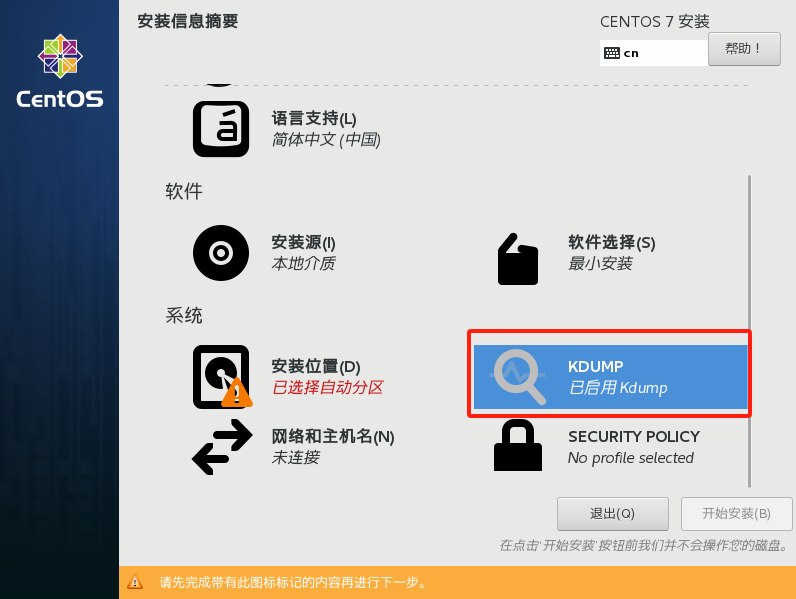 安装信息摘要
CENTOS 7 安装
cn
帮助！
CentOS
á
语言支持(L)
简体中文 (中国)
软件
安装源(I)
本地介质
软件选择(S)
最小安装
系统
安装位置(D)
已选择自动分区
KDUMP
已启用 Kdump
网络和主机名(N)
未连接
SECURITY POLICY
No profile selected
退出(Q)
开始安装(B)
在点击‘开始安装’按钮前我们并不会操作您的磁盘。
请先完成带有此图标标记的内容再进行下一步。